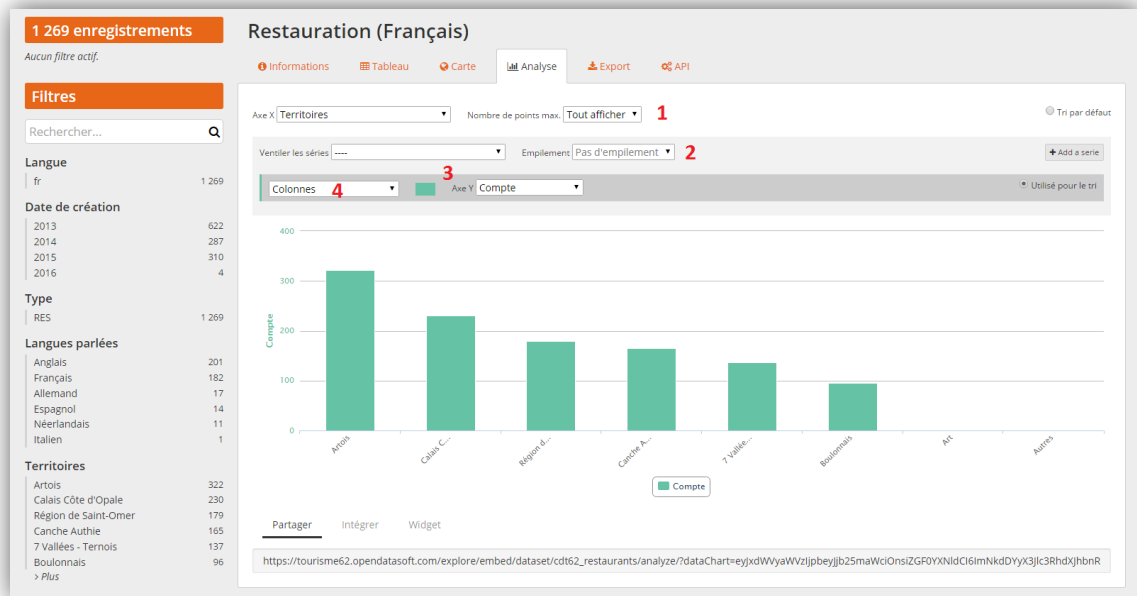 1 269 enregistrements
Aucun filtre actif.
Filtres
Rechercher...
Langue
fr 1 269
Date de création
2013 622
2014 287
2015 310
2016 4
Type
RES 1 269
Langues parlées
Anglais 201
Français 182
Allemand 17
Espagnol 14
Néerlandais 11
Italien 1
Territoires
Artois 322
Calais Côte d'Opale 230
Région de Saint-Omer 179
Canche Authie 165
7 Vallées - Ternois 137
Boulonnais 96
> Plus
Restauration (Français)
Informations Tableau Carte Analyse Export API
Axe X Territoires Nombre de points max. Tout afficher 1 Tri par défaut
Ventiler les séries ---- Empilement Pas d'empilement 2 + Add a serie
3
Colonnes 4 Axe Y Compte Utilisé pour le tri
400
300
200
100
0
Compte
Artois Calais C... Région d... Canche A... 7 Vallée... Boulonnais Art Autres
Compte
Partager Intégrer Widget
https://tourisme62.opendatasoft.com/explore/embed/dataset/cdt62_restaurants/analyze/?dataChart=